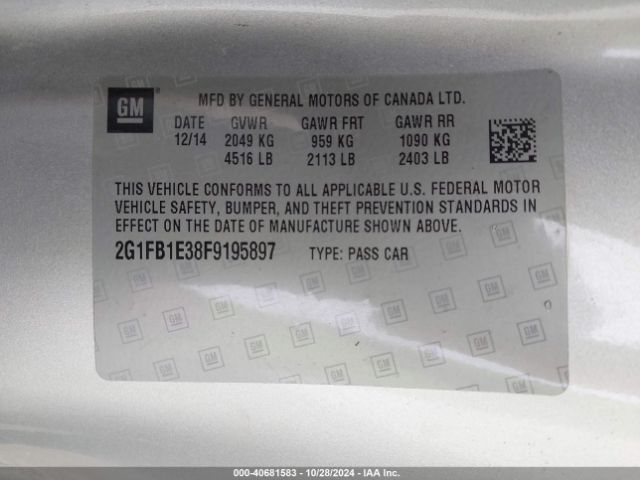 GM
MFD BY GENERAL MOTORS OF CANADA LTD.
DATE GVWR GAWR FRT GAWR RR
12/14 2049 KG 959 KG 1090 KG
4516 LB 2113 LB 2403 LB
THIS VEHICLE CONFORMS TO ALL APPLICABLE U.S. FEDERAL MOTOR
VEHICLE SAFETY, BUMPER, AND THEFT PREVENTION STANDARDS IN
EFFECT ON THE DATE OF MANUFACTURE SHOWN ABOVE.
2G1FB1E38F9195897 TYPE: PASS CAR
000-40681583 | 10/28/2024 | IAA Inc.